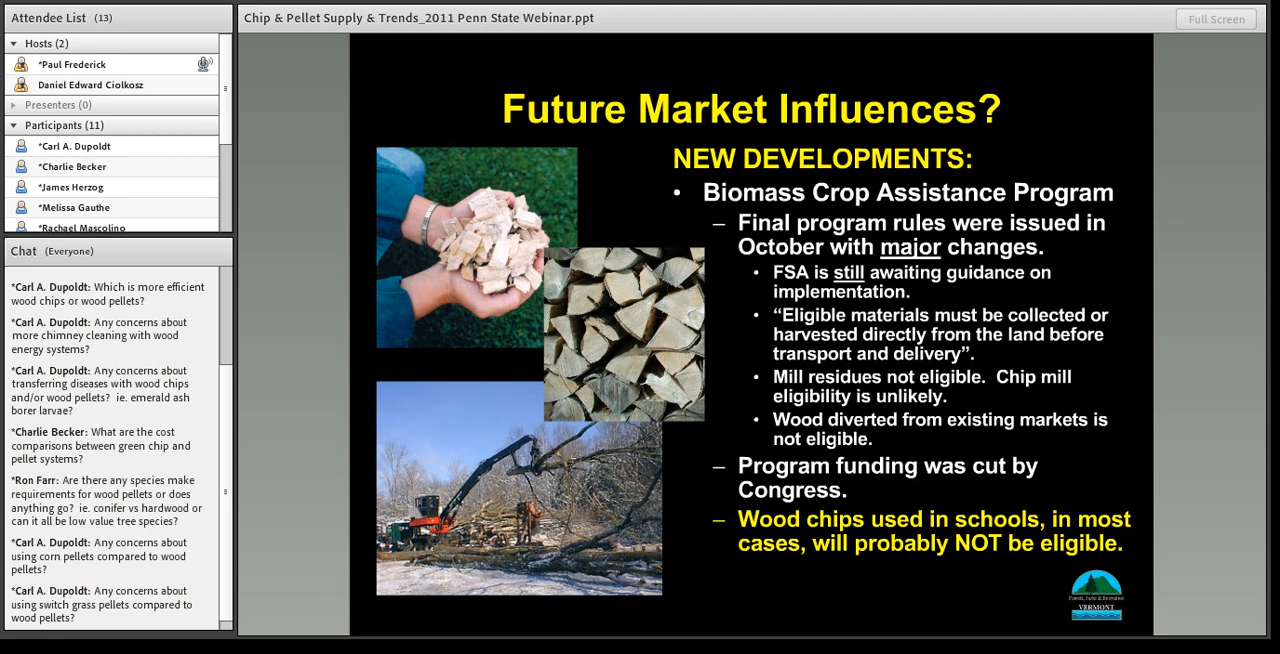 Attendee List (13)
Hosts (2)
*Paul Frederick
Daniel Edward Ciolkosz
Presenters (0)
Participants (11)
*Carl A. Dupoldt
*Charlie Becker
*James Herzog
*Melissa Gauthe
*Rachael Mascolino
Chat (Everyone)
*Carl A. Dupoldt: Which is more efficient
wood chips or wood pellets?
*Carl A. Dupoldt: Any concerns about
more chimney cleaning with wood
energy systems?
*Carl A. Dupoldt: Any concerns about
transferring diseases with wood chips
and/or wood pellets? ie. emerald ash
borer larvae?
*Charlie Becker: What are the cost
comparisons between green chip and
pellet systems?
*Ron Farr: Are there any species make
requirements for wood pellets or does
anything go? ie. conifer vs hardwood or
can it all be low value tree species?
*Carl A. Dupoldt: Any concerns about
using corn pellets compared to wood
pellets?
*Carl A. Dupoldt: Any concerns about
using switch grass pellets compared to
wood pellets?
Chip & Pellet Supply & Trends_2011 Penn State Webinar.ppt
Full Screen
Future Market Influences?
NEW DEVELOPMENTS:
• Biomass Crop Assistance Program
– Final program rules were issued in
October with major changes.
• FSA is still awaiting guidance on
implementation.
• “Eligible materials must be collected or
harvested directly from the land before
transport and delivery”.
• Mill residues not eligible. Chip mill
eligibility is unlikely.
• Wood diverted from existing markets is
not eligible.
– Program funding was cut by
Congress.
– Wood chips used in schools, in most
cases, will probably NOT be eligible.
Forests, Parks & Recreation
VERMONT